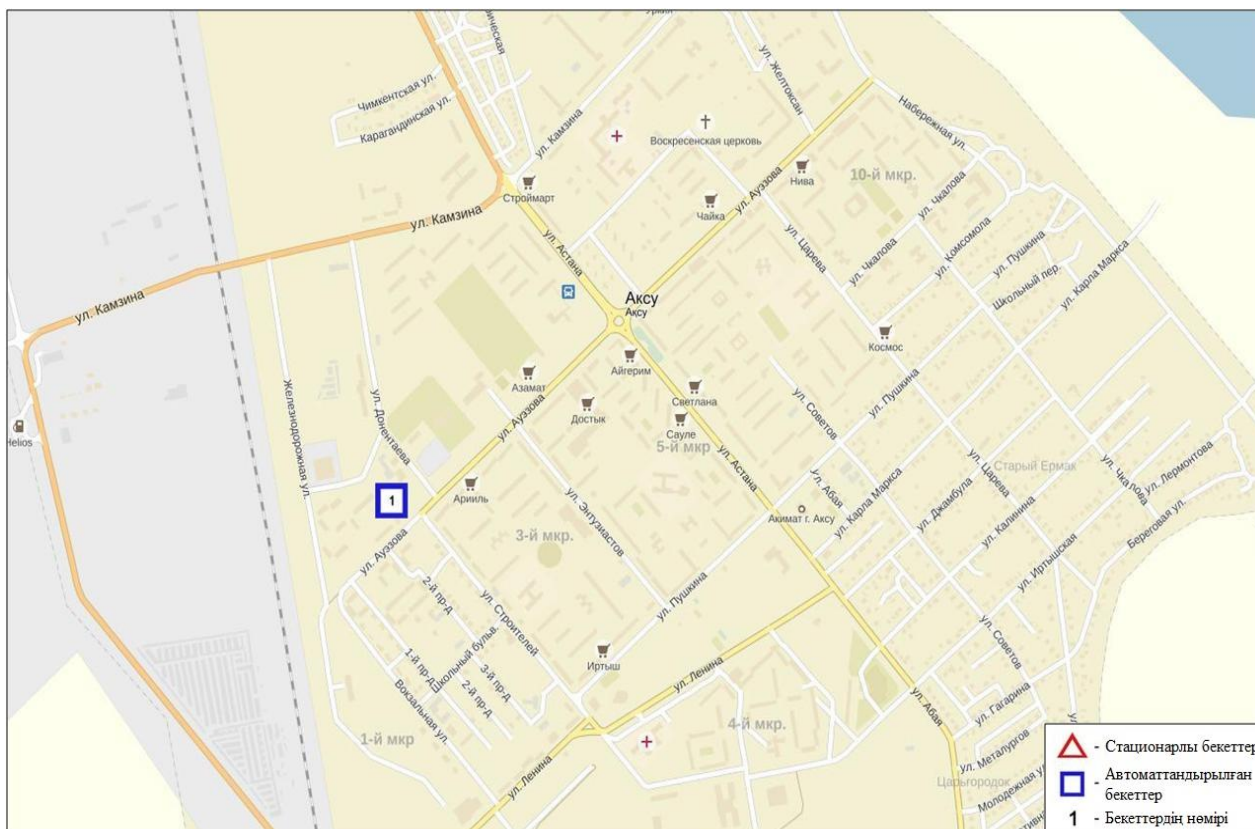 Уркин
рическая
ул. Желтоксан
Чимкентская ул.
Карагандинская ул.
ул. Камзина
Воскресенская церковь
Набережная ул.
Нива
10-й мкр.
Строймарт
Чайка
ул. Ауэзова
ул. Чкалова
ул. Камзина
ул. Астана
ул. Царева
ул. Чкалова
ул. Комсомола
ул. Пушкина
Школьный пер.
ул. Карла Маркса
ул. Камзина
Аксу
Аксу
Космос
Айгерим
Азамат
Светлана
Достык
Сауле
ул. Советов
ул. Пушкина
Железнодорожная ул.
ул. Донентаева
ул. Ауэзова
5-й мкр
ул. Астана
Helios
Старый Ермак
ул. Царева
ул. Чкалова
ул. Лермонтова
Арииль
1
ул. Абая
ул. Карла Маркса
Акимат г. Аксу
ул. Джамбула
ул. Калинина
ул. Иртышская
Береговая ул.
ул. Энтузиастов
3-й мкр.
ул. Ауэзова
2-й пр-д
ул. Строителей
ул. Пушкина
Школьный бульв.
1-й пр-д
3-й пр-д
2-й пр-д
Вокзальная ул.
Иртыш
ул. Ленина
ул. Советов
ул. Гагарина
ул. Абая
1-й мкр
4-й мкр.
ул. Ленина
ул. Металургов
Царьгородок
Молодежная ул
тивна
- Стационарлы бекеттер
- Автоматтандырылған
бекеттер
1 - Бекеттердің нөмірі